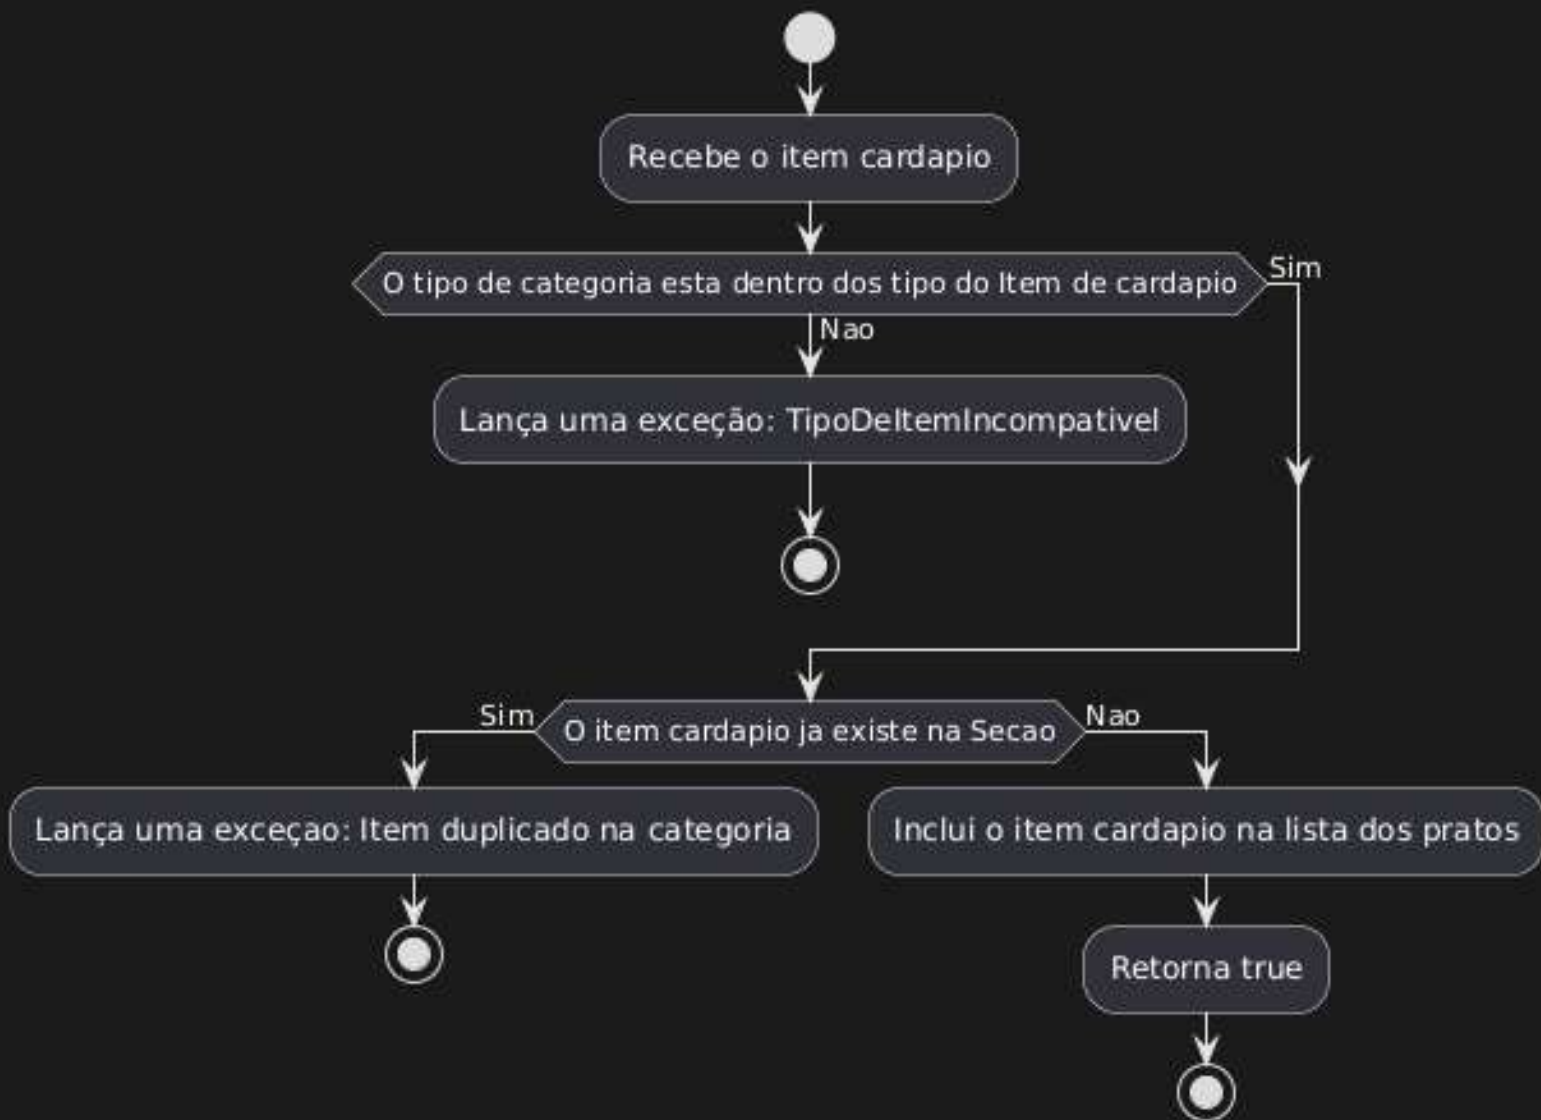 Recebe o item cardapio
O tipo de categoria esta dentro dos tipo do Item de cardapio
Sim
Nao
Lança uma exceção: TipoDeItemIncompativel
Sim
O item cardapio ja existe na Secao
Nao
Lança uma exceçao: Item duplicado na categoria
Inclui o item cardapio na lista dos pratos
Retorna true